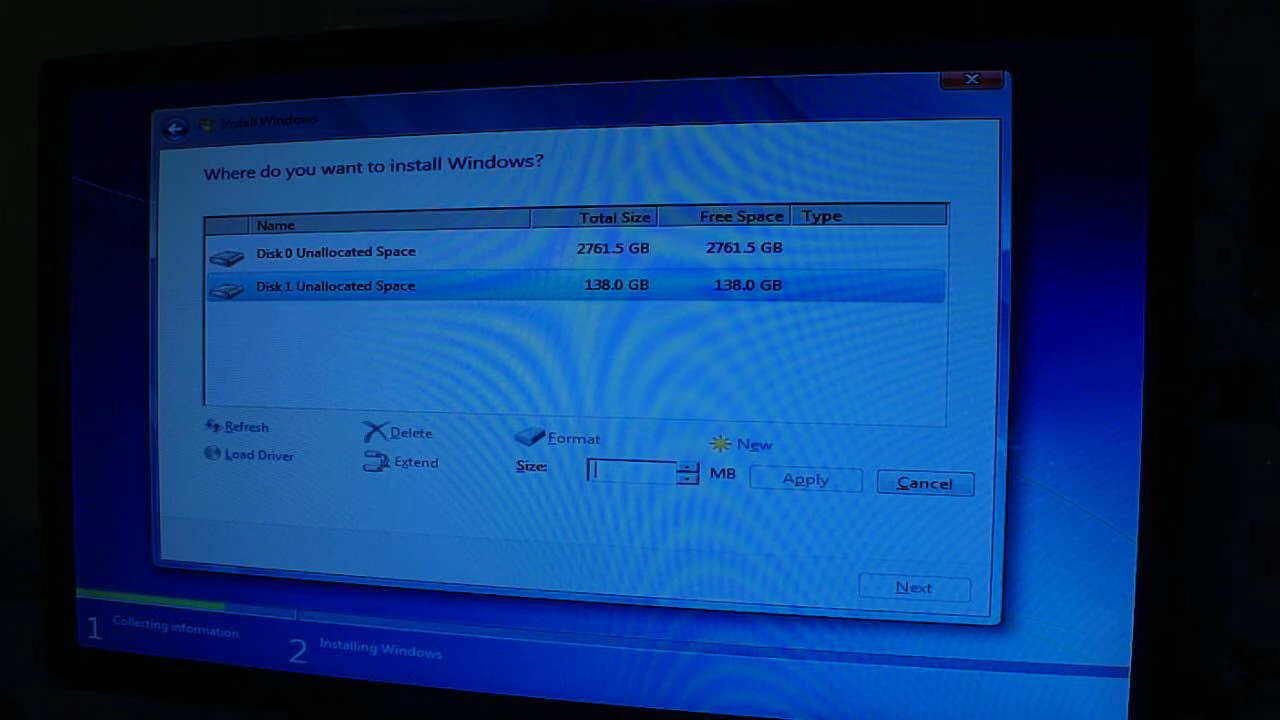 Install Windows
Where do you want to install Windows?
Name Total Size Free Space Type
Disk 0 Unallocated Space 2761.5 GB 2761.5 GB
Disk 1 Unallocated Space 138.0 GB 138.0 GB
Refresh Delete Format New
Load Driver Extend Size: MB Apply Cancel
Next
1 Collecting information
2 Installing Windows